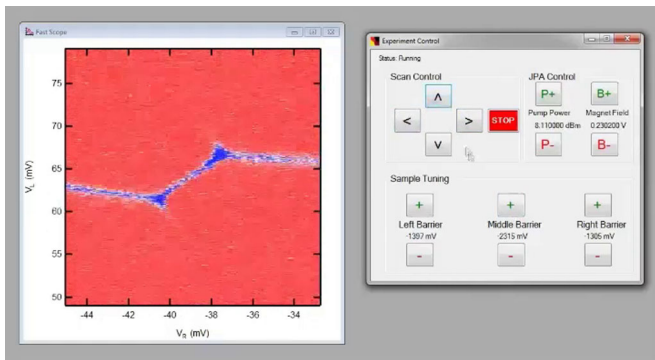 Fast Scope
75
70
65
60
55
50
V_L (mV)
-44 -42 -40 -38 -36 -34
V_R (mV)
Experiment Control
Status: Running
Scan Control
^
< > STOP
v
JPA Control
P+ B+
Pump Power Magnet Field
8.110000 dBm 0.230200 V
P- B-
Sample Tuning
+ + +
Left Barrier Middle Barrier Right Barrier
-1397 mV -2315 mV -1305 mV
- - -